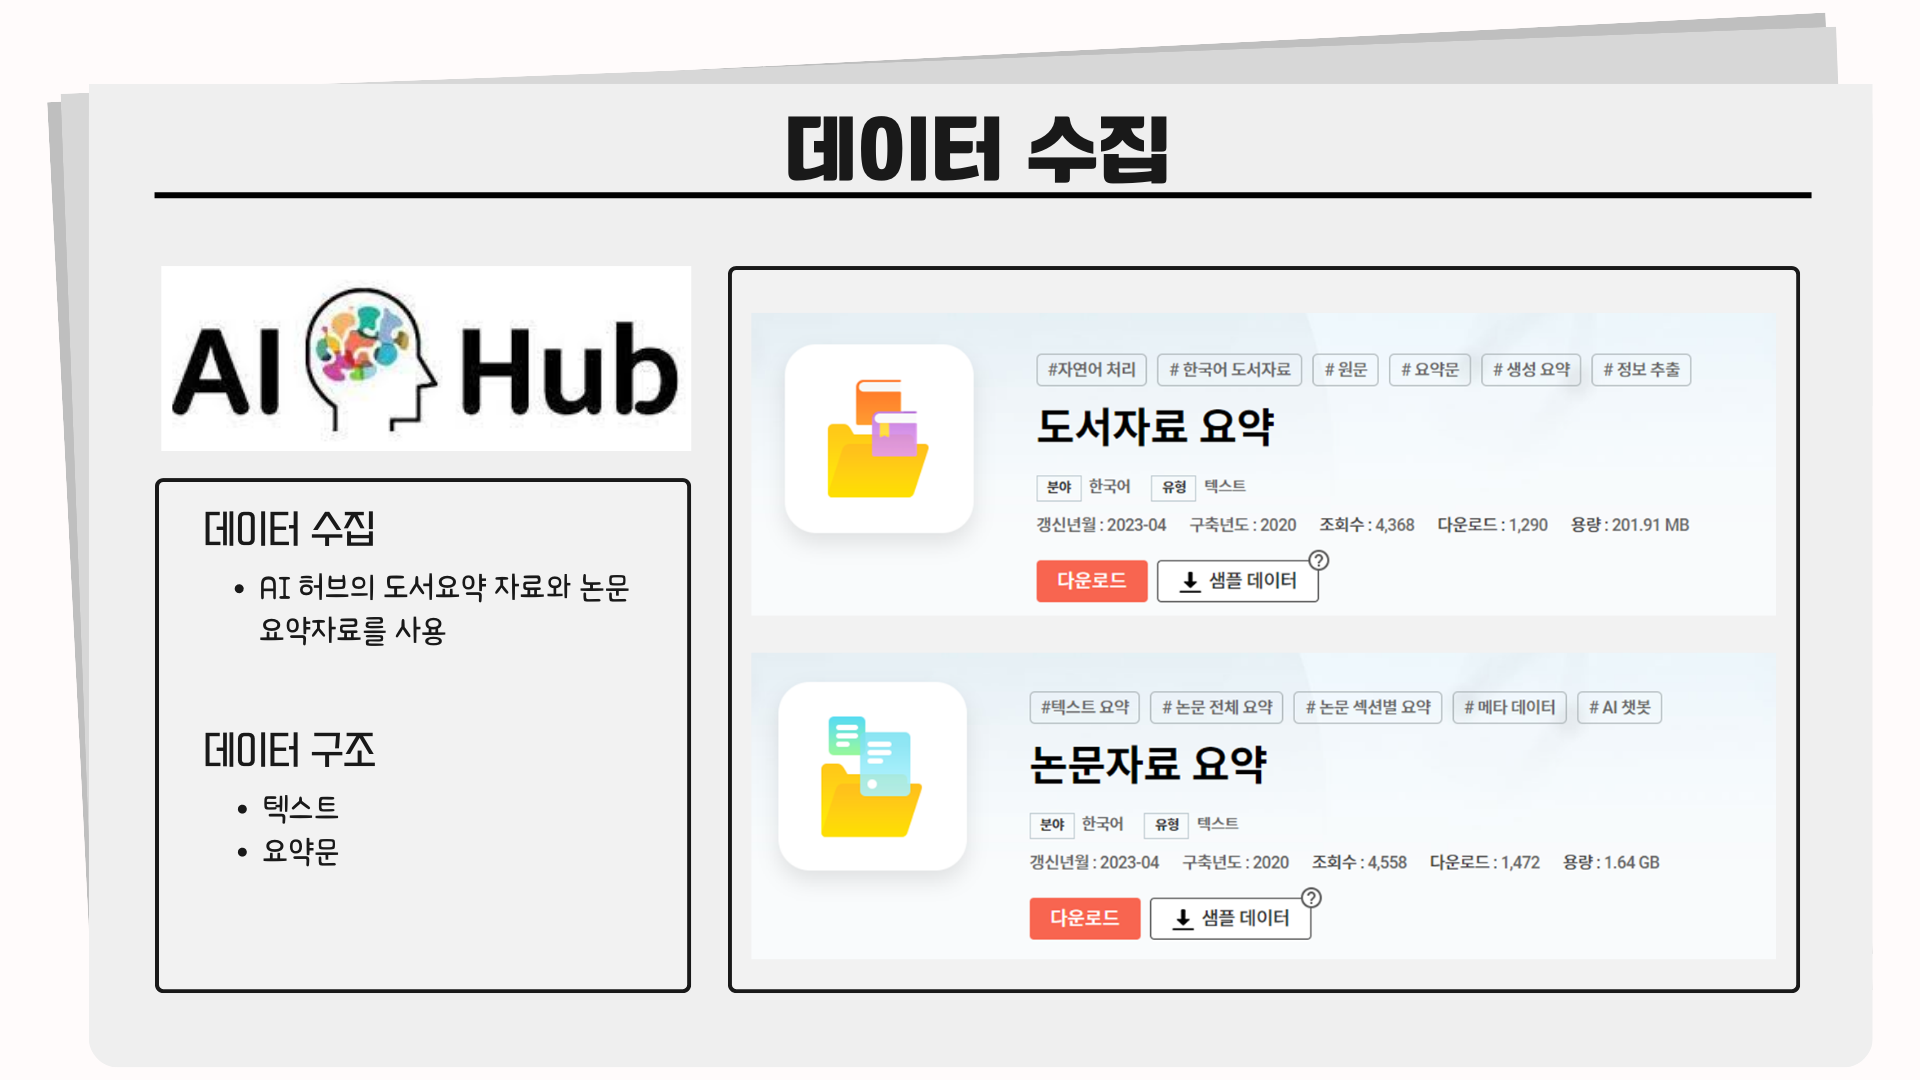 데이터 수집
AI Hub
데이터 수집
• AI 허브의 도서요약 자료와 논문
요약자료를 사용
데이터 구조
• 텍스트
• 요약문
#자연어 처리 # 한국어 도서자료 # 원문 # 요약문 # 생성 요약 # 정보 추출
도서자료 요약
분야 한국어 유형 텍스트
갱신년월 : 2023-04 구축년도 : 2020 조회수 : 4,368 다운로드 : 1,290 용량 : 201.91 MB
다운로드 샘플 데이터 ?
#텍스트 요약 # 논문 전체 요약 # 논문 섹션별 요약 # 메타 데이터 # AI 챗봇
논문자료 요약
분야 한국어 유형 텍스트
갱신년월 : 2023-04 구축년도 : 2020 조회수 : 4,558 다운로드 : 1,472 용량 : 1.64 GB
다운로드 샘플 데이터 ?